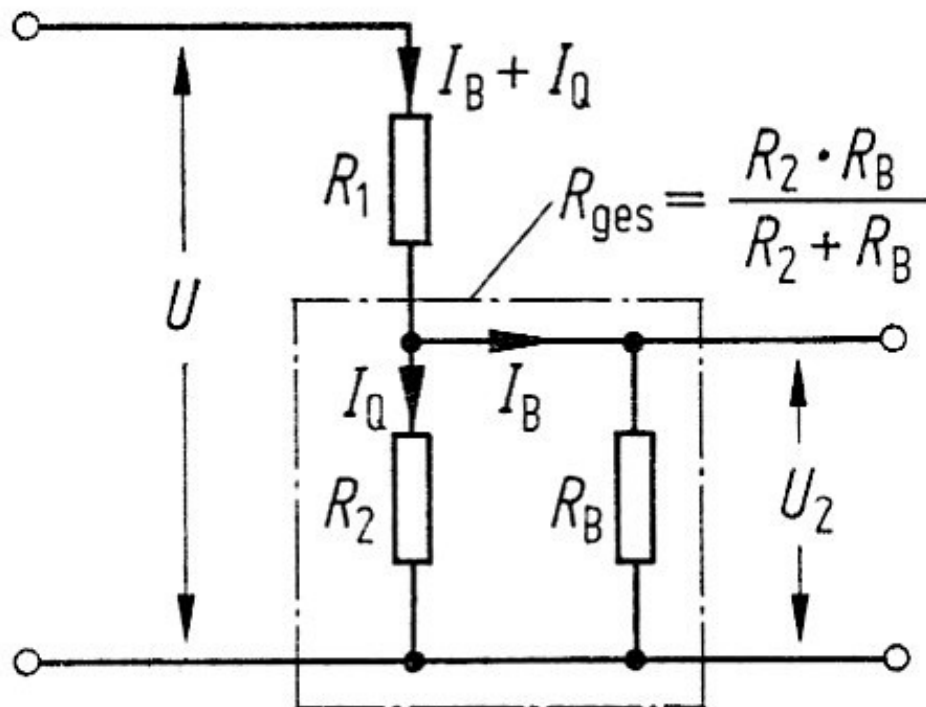 I_B + I_Q
R_1
R_ges = (R_2 · R_B) / (R_2 + R_B)
U
I_Q
I_B
R_2
R_B
U_2